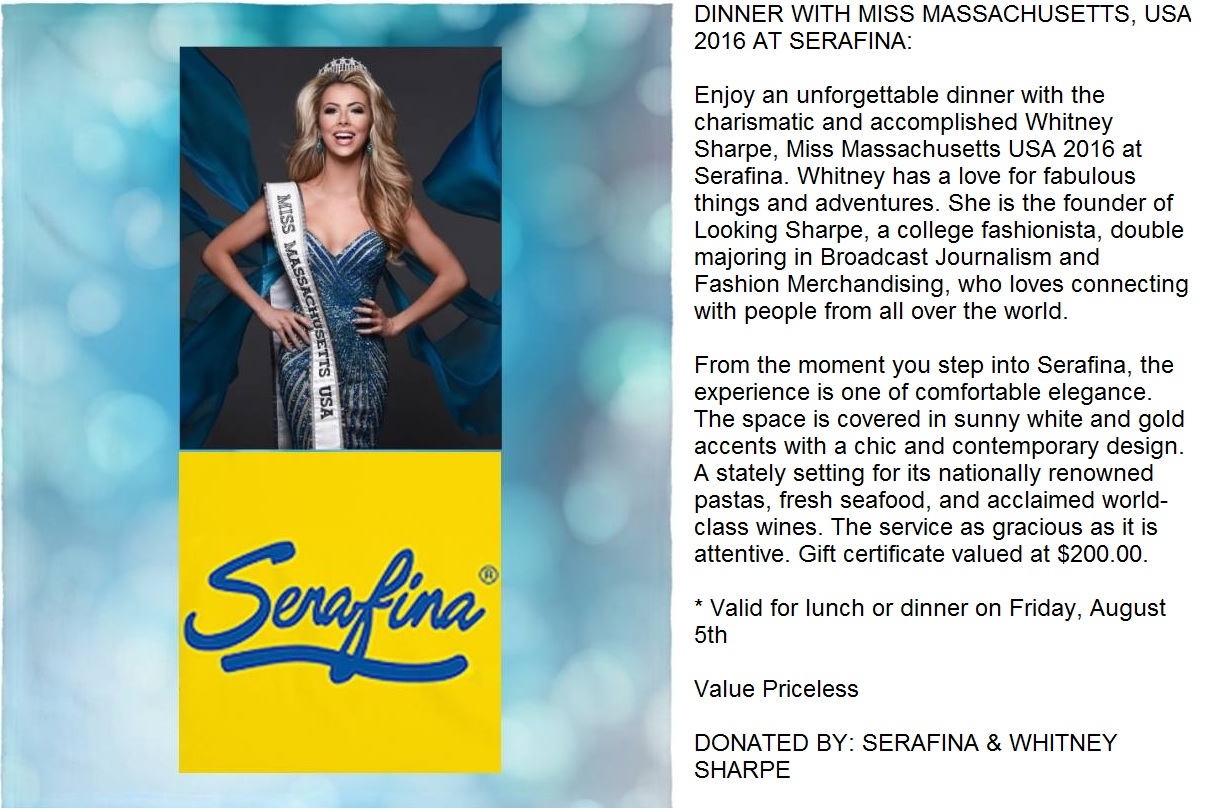 MISS MASSACHUSETTS USA
Serafina®
DINNER WITH MISS MASSACHUSETTS, USA
2016 AT SERAFINA:
Enjoy an unforgettable dinner with the
charismatic and accomplished Whitney
Sharpe, Miss Massachusetts USA 2016 at
Serafina. Whitney has a love for fabulous
things and adventures. She is the founder of
Looking Sharpe, a college fashionista, double
majoring in Broadcast Journalism and
Fashion Merchandising, who loves connecting
with people from all over the world.
From the moment you step into Serafina, the
experience is one of comfortable elegance.
The space is covered in sunny white and gold
accents with a chic and contemporary design.
A stately setting for its nationally renowned
pastas, fresh seafood, and acclaimed world-
class wines. The service as gracious as it is
attentive. Gift certificate valued at $200.00.
* Valid for lunch or dinner on Friday, August
5th
Value Priceless
DONATED BY: SERAFINA & WHITNEY
SHARPE